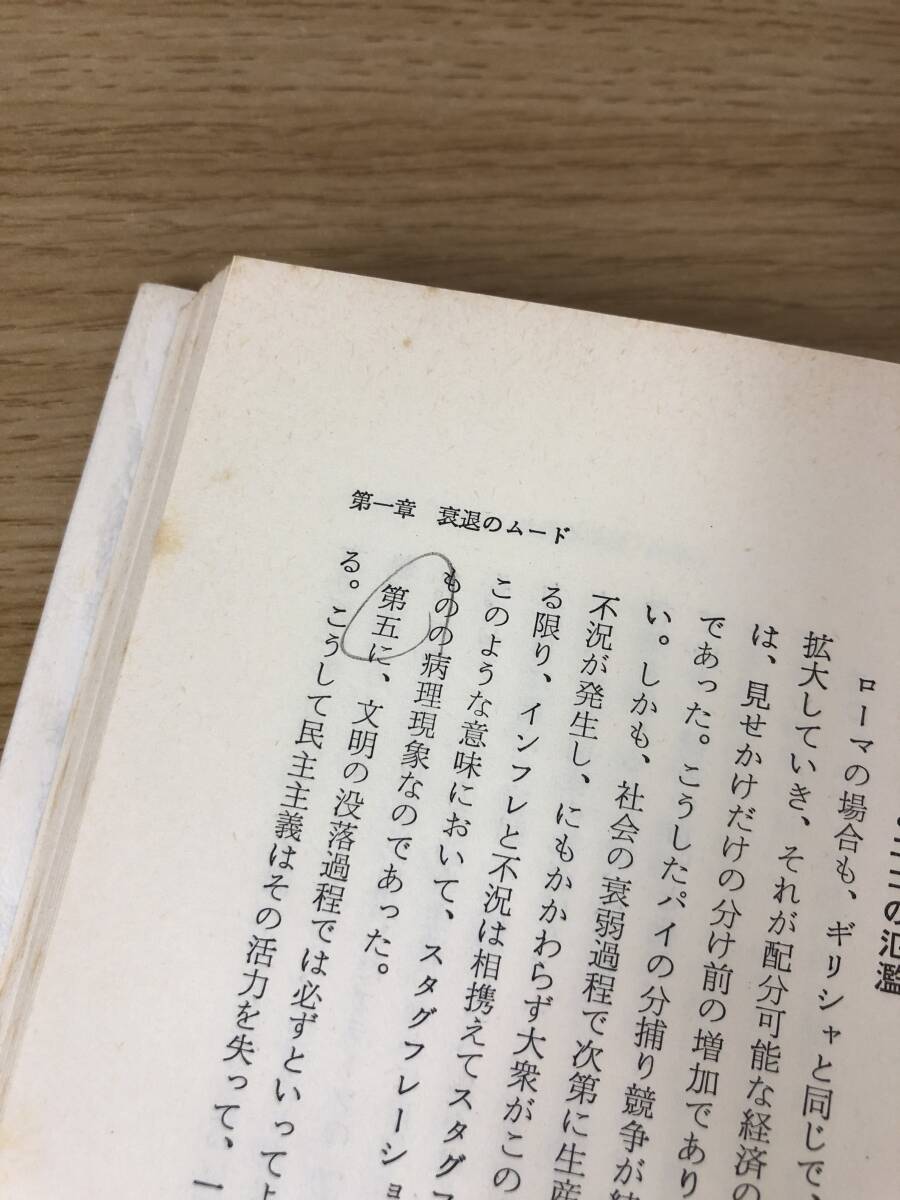 第一章 衰退のムード
ニの氾濫
ローマの場合も、ギリシャと同じで
拡大していき、それが配分可能な経済の
は、見せかけだけの分け前の増加であり
であった。こうしたパイの分捕り競争が
い。しかも、社会の衰弱過程で次第に生産
不況が発生し、にもかかわらず大衆がこの
る限り、インフレと不況は相携えてスタグフ
このような意味において、スタグフレーショ
ものの病理現象なのであった。
第五に、文明の没落過程では必ずといってよ
る。こうして民主主義はその活力を失って、一